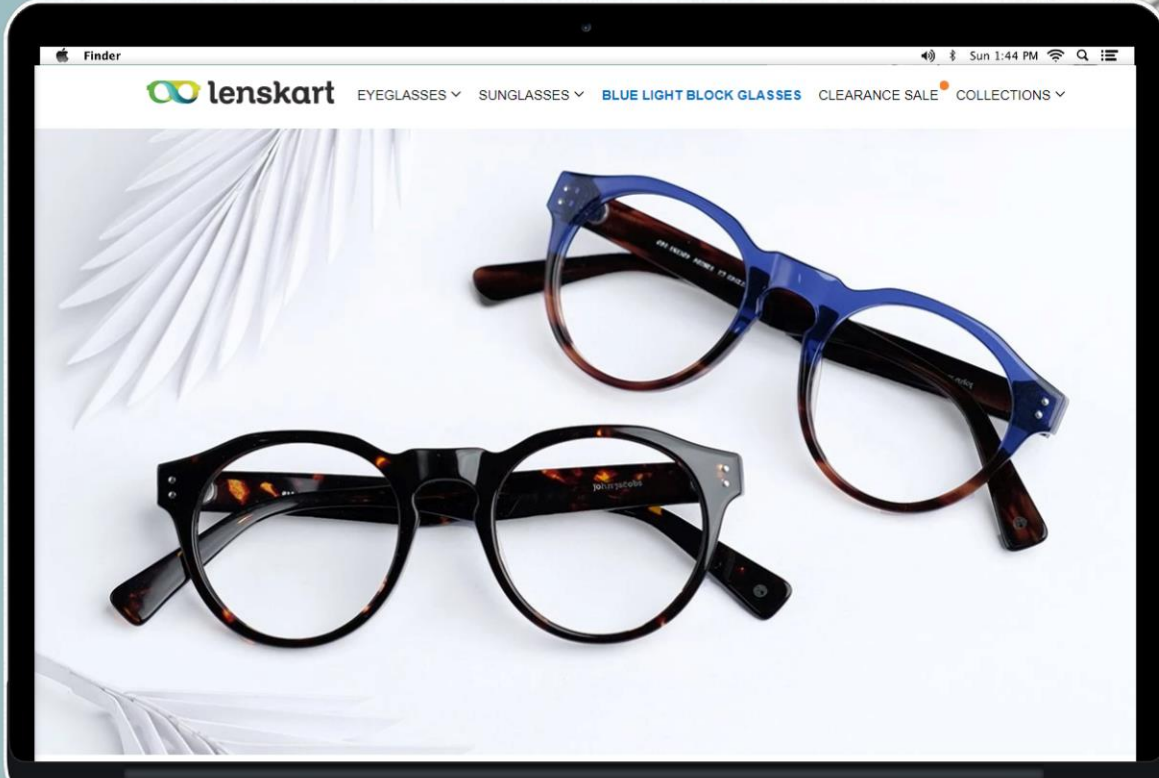 Finder
Sun 1:44 PM
lenskart EYEGLASSES SUNGLASSES BLUE LIGHT BLOCK GLASSES CLEARANCE SALE COLLECTIONS
john jacobs